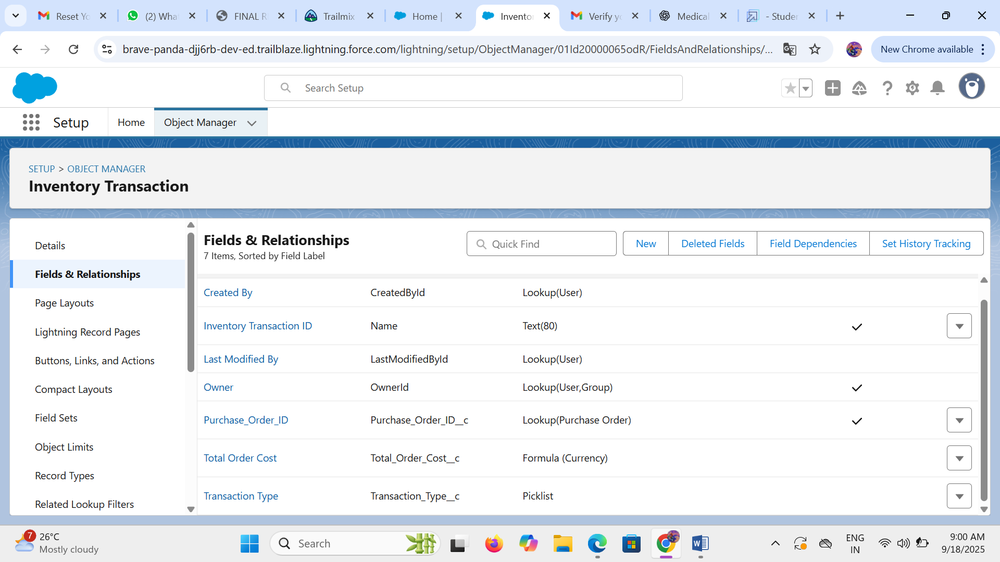 Reset Yo
(2) What
FINAL R
Trailmix
Home |
Invento
Verify yo
Medical
- Studen
brave-panda-djj6rb-dev-ed.trailblaze.lightning.force.com/lightning/setup/ObjectManager/01Id20000065odR/FieldsAndRelationships/...
New Chrome available
Search Setup
Setup
Home
Object Manager
SETUP > OBJECT MANAGER
Inventory Transaction
Details
Fields & Relationships
Page Layouts
Lightning Record Pages
Buttons, Links, and Actions
Compact Layouts
Field Sets
Object Limits
Record Types
Related Lookup Filters
Fields & Relationships
7 Items, Sorted by Field Label
Quick Find
New
Deleted Fields
Field Dependencies
Set History Tracking
Created By CreatedById Lookup(User)
Inventory Transaction ID Name Text(80)
Last Modified By LastModifiedById Lookup(User)
Owner OwnerId Lookup(User,Group)
Purchase_Order_ID Purchase_Order_ID__c Lookup(Purchase Order)
Total Order Cost Total_Order_Cost__c Formula (Currency)
Transaction Type Transaction_Type__c Picklist
7
26°C
Mostly cloudy
Search
ENG
IN
9:00 AM
9/18/2025